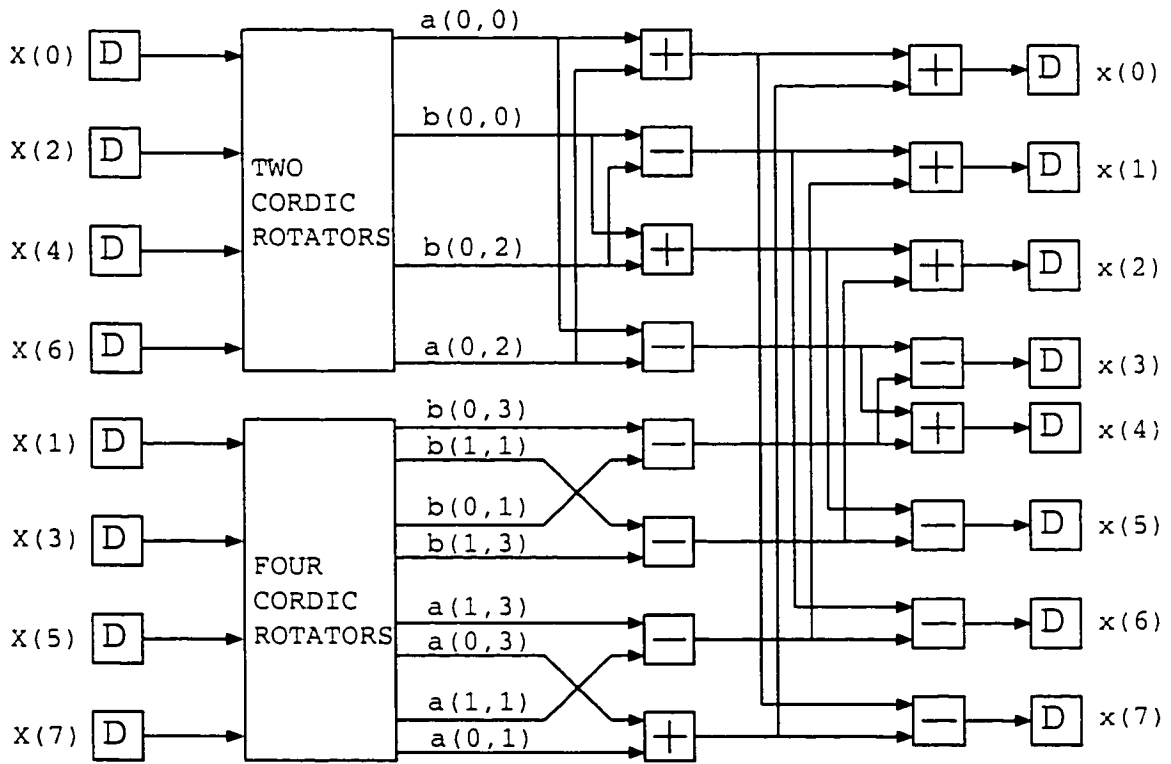 X(0) D
X(2) D
X(4) D
X(6) D
X(1) D
X(3) D
X(5) D
X(7) D
TWO
CORDIC
ROTATORS
FOUR
CORDIC
ROTATORS
a(0,0)
b(0,0)
b(0,2)
a(0,2)
b(0,3)
b(1,1)
b(0,1)
b(1,3)
a(1,3)
a(0,3)
a(1,1)
a(0,1)
+
−
+
−
−
−
−
+
+
+
+
−
+
−
−
−
D x(0)
D x(1)
D x(2)
D x(3)
D x(4)
D x(5)
D x(6)
D x(7)